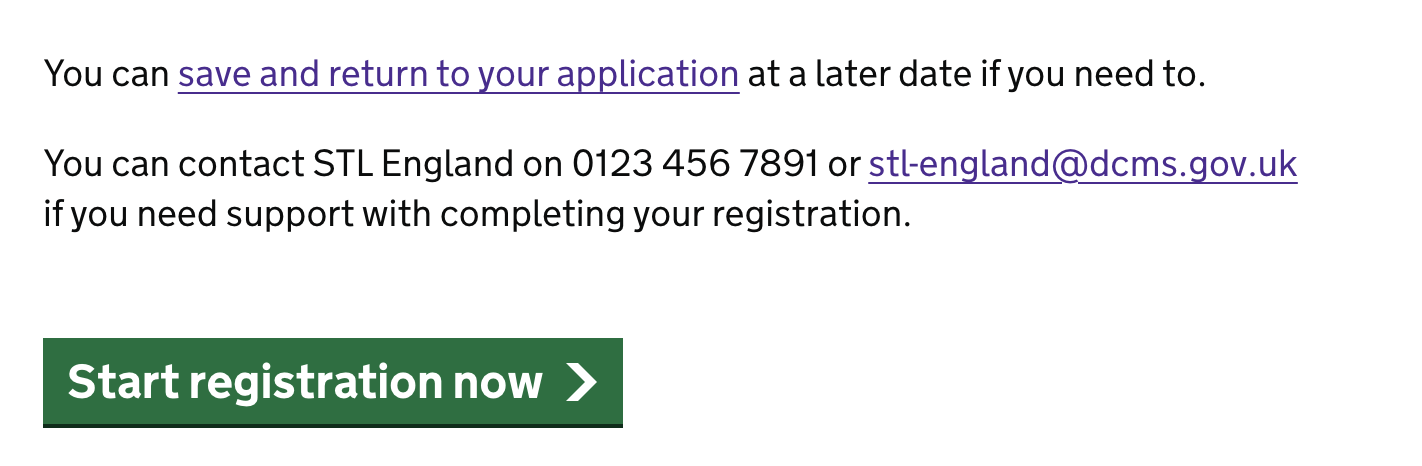 You can save and return to your application at a later date if you need to.
You can contact STL England on 0123 456 7891 or stl-england@dcms.gov.uk
if you need support with completing your registration.
Start registration now